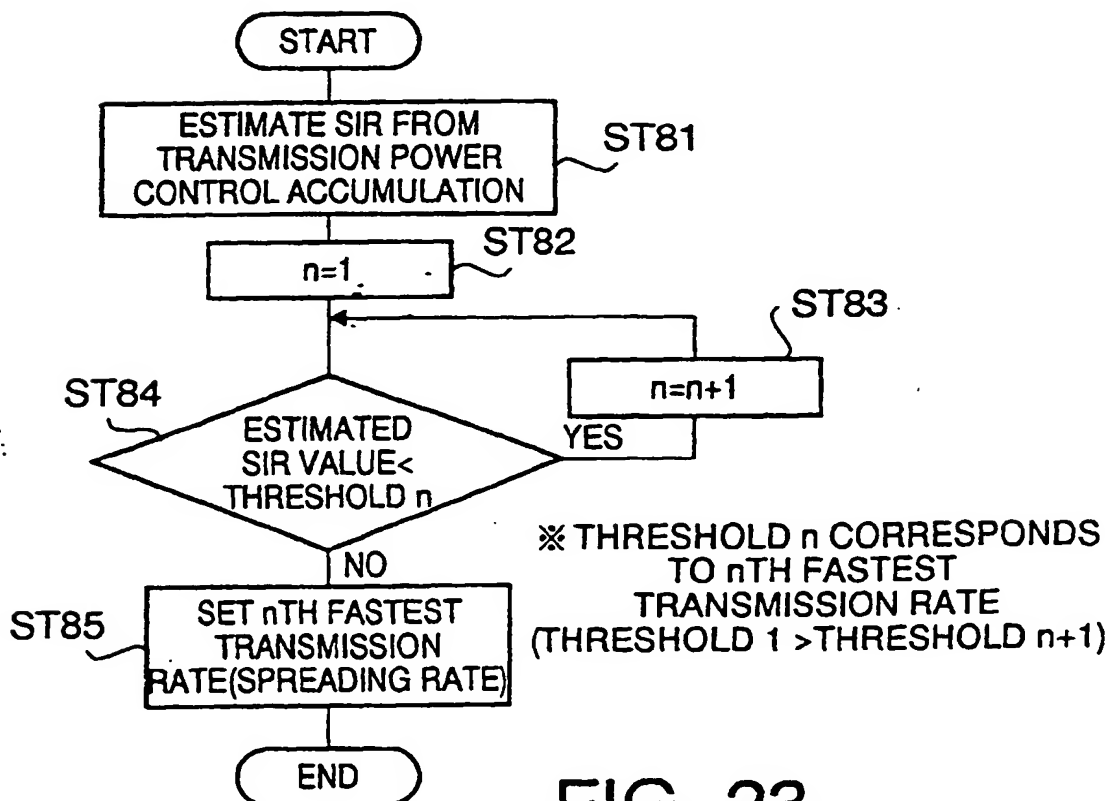 START
ESTIMATE SIR FROM
TRANSMISSION POWER
CONTROL ACCUMULATION
ST81
n=1
ST82
ST83
n=n+1
ST84
ESTIMATED
SIR VALUE<
THRESHOLD n
YES
NO
※ THRESHOLD n CORRESPONDS
TO nTH FASTEST
TRANSMISSION RATE
(THRESHOLD 1 >THRESHOLD n+1)
ST85
SET nTH FASTEST
TRANSMISSION
RATE(SPREADING RATE)
END
FIG. 23